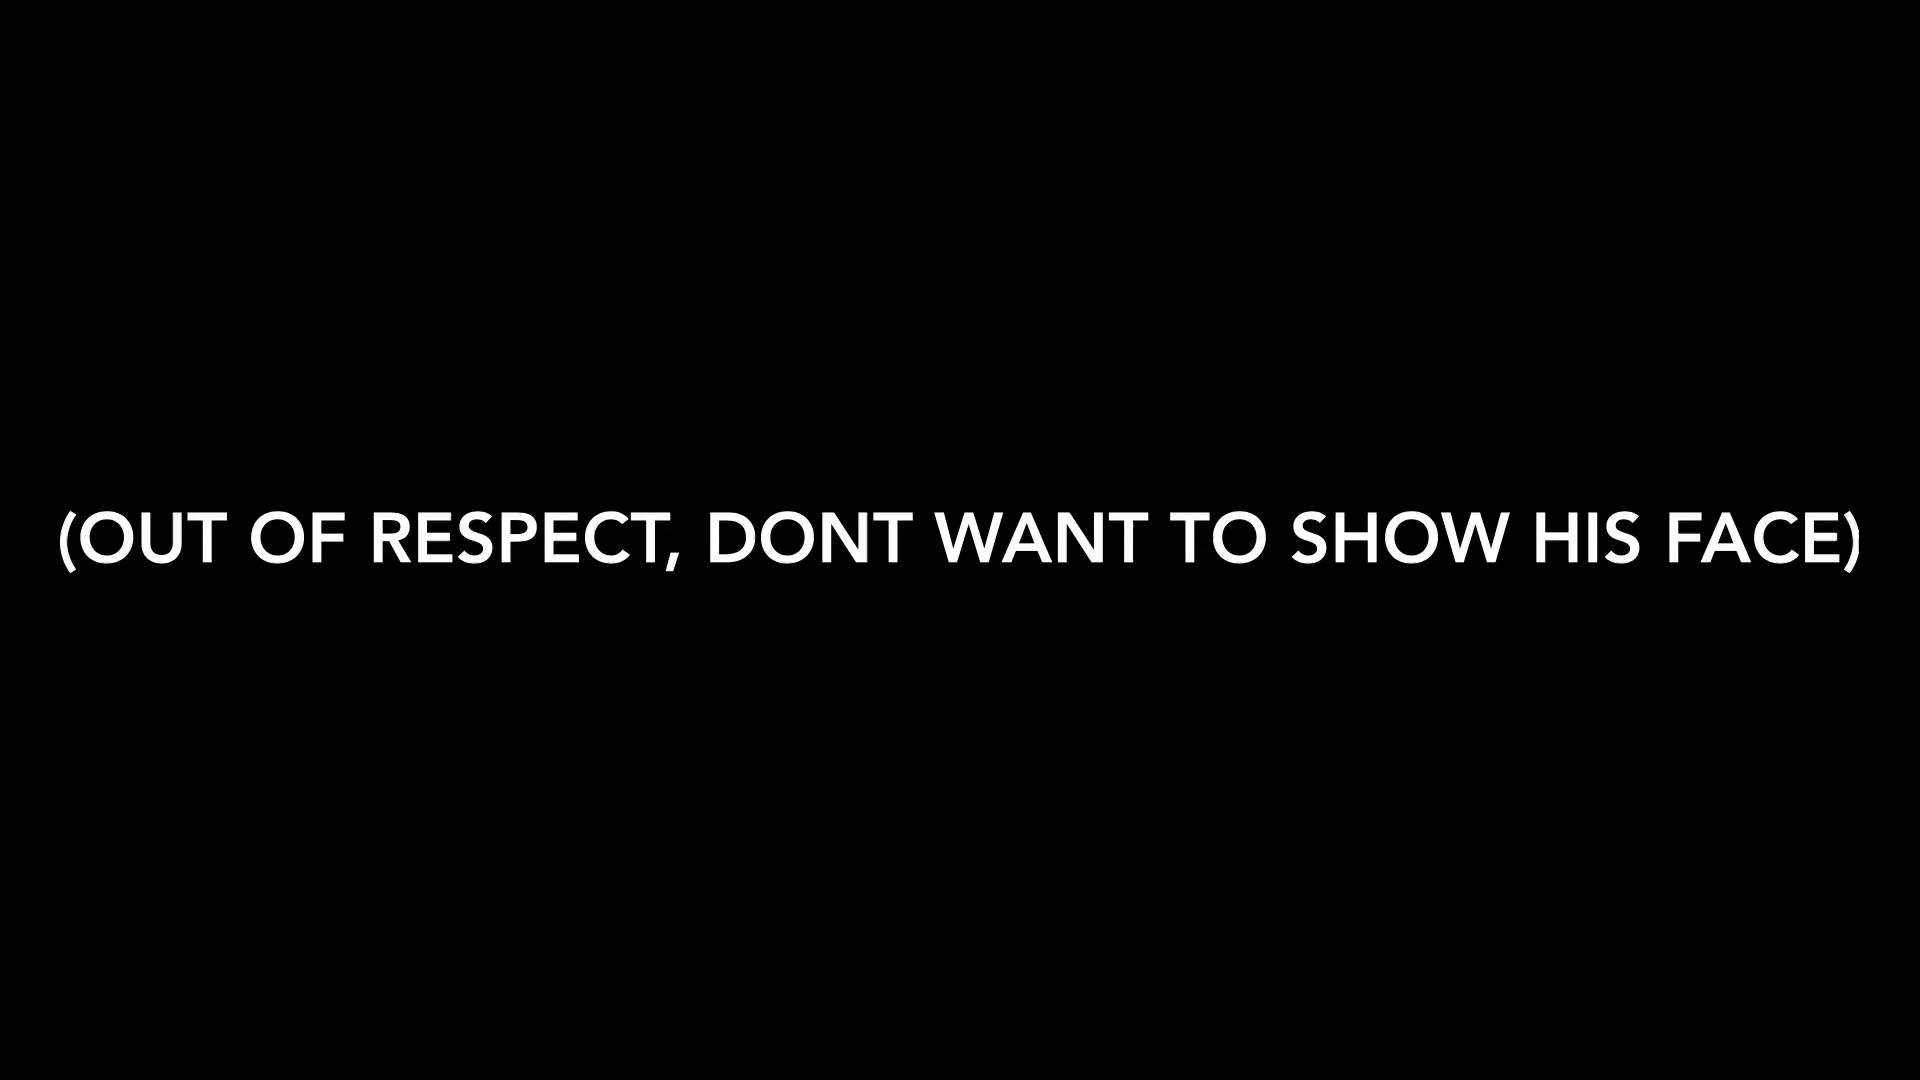 (OUT OF RESPECT, DONT WANT TO SHOW HIS FACE)